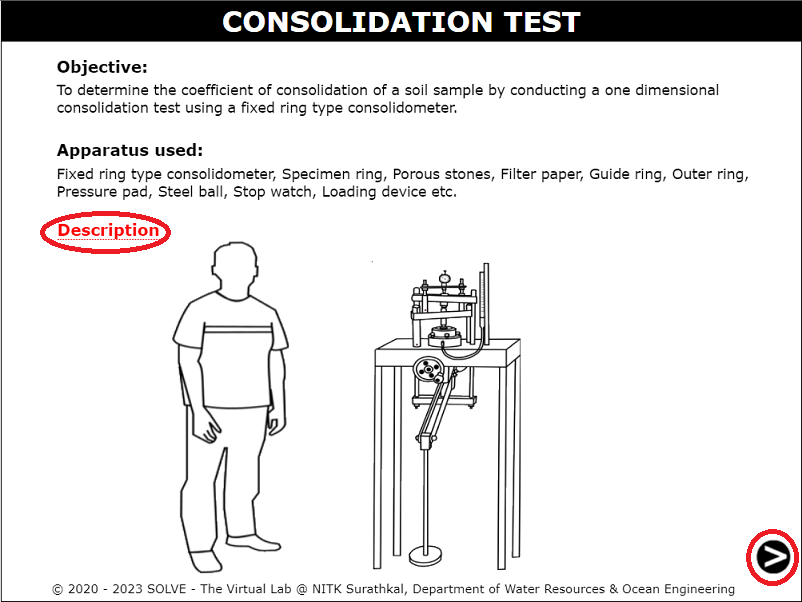 CONSOLIDATION TEST
Objective:
To determine the coefficient of consolidation of a soil sample by conducting a one dimensional
consolidation test using a fixed ring type consolidometer.
Apparatus used:
Fixed ring type consolidometer, Specimen ring, Porous stones, Filter paper, Guide ring, Outer ring,
Pressure pad, Steel ball, Stop watch, Loading device etc.
Description
© 2020 - 2023 SOLVE - The Virtual Lab @ NITK Surathkal, Department of Water Resources & Ocean Engineering